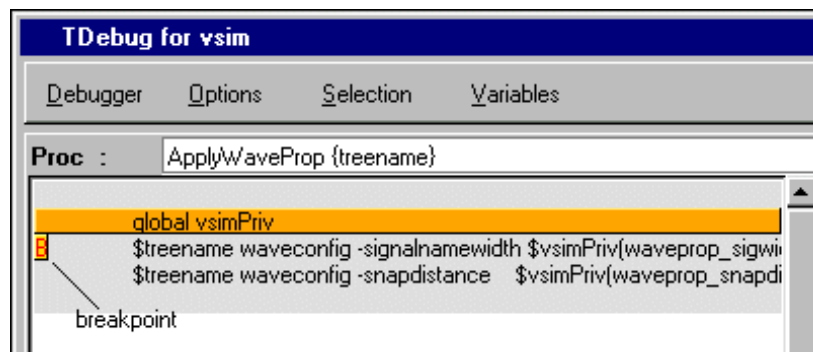 TDebug for vsim
Debugger Options Selection Variables
Proc : ApplyWaveProp {treename}
global vsimPriv
B $treename waveconfig -signalnamewidth $vsimPriv(waveprop_sigwi
$treename waveconfig -snapdistance $vsimPriv(waveprop_snapdi
breakpoint